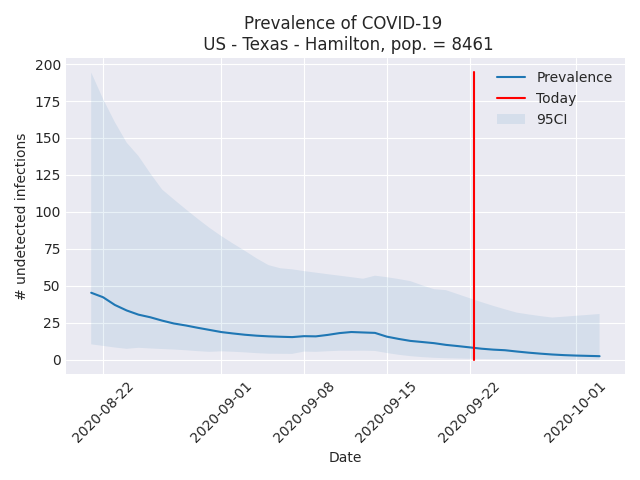 Prevalence of COVID-19
US - Texas - Hamilton, pop. = 8461
200
175
150
125
100
75
50
25
0
# undetected infections
Prevalence
Today
95CI
2020-08-22
2020-09-01
2020-09-08
2020-09-15
2020-09-22
2020-10-01
Date